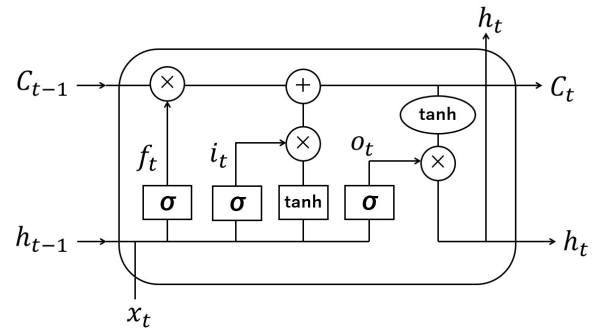 h_t
C_{t-1} × + C_t
tanh
f_t i_t × o_t ×
σ σ tanh σ
h_{t-1} h_t
x_t